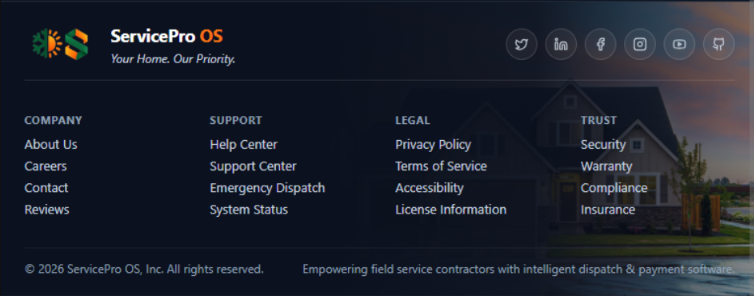 ServicePro OS
Your Home. Our Priority.
COMPANY
About Us
Careers
Contact
Reviews
SUPPORT
Help Center
Support Center
Emergency Dispatch
System Status
LEGAL
Privacy Policy
Terms of Service
Accessibility
License Information
TRUST
Security
Warranty
Compliance
Insurance
© 2026 ServicePro OS, Inc. All rights reserved.
Empowering field service contractors with intelligent dispatch & payment software.